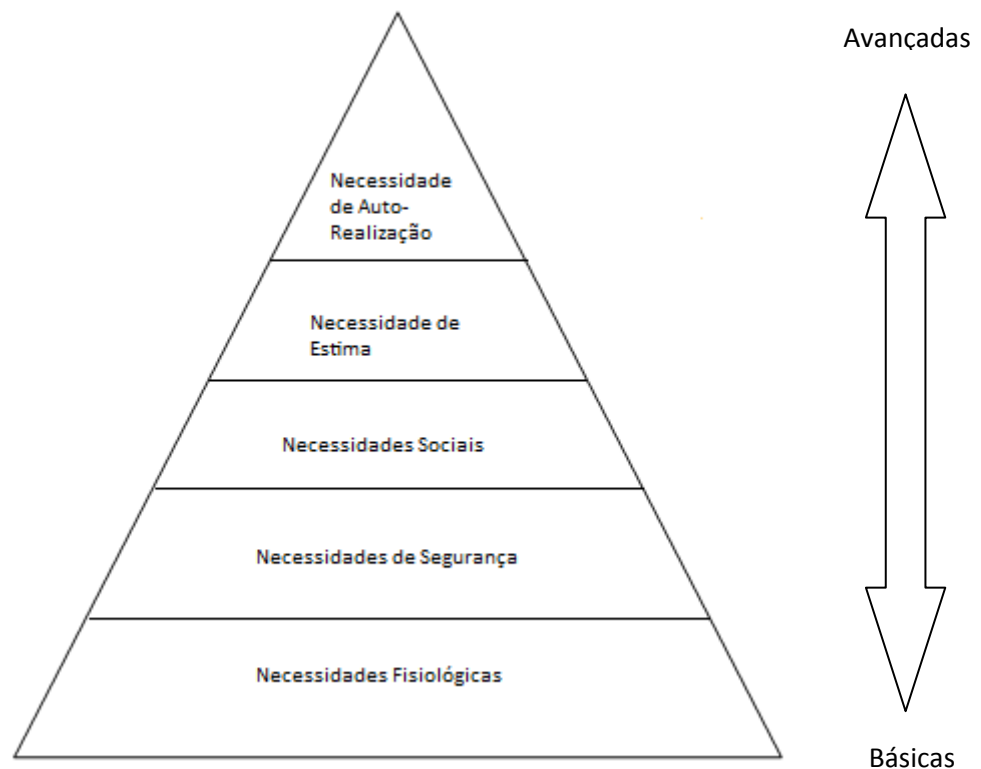 Avançadas
Necessidade
de Auto-
Realização
Necessidade de
Estima
Necessidades Sociais
Necessidades de Segurança
Necessidades Fisiológicas
Básicas